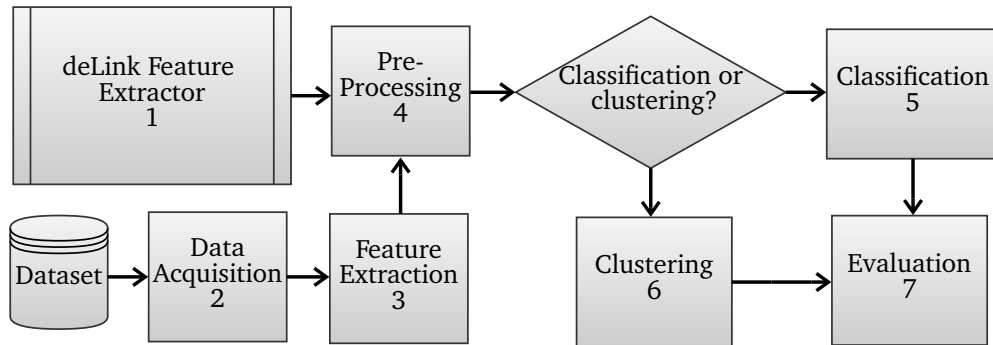 deLink Feature
Extractor
1
Pre-
Processing
4
Classification or
clustering?
Classification
5
Dataset
Data
Acquisition
2
Feature
Extraction
3
Clustering
6
Evaluation
7